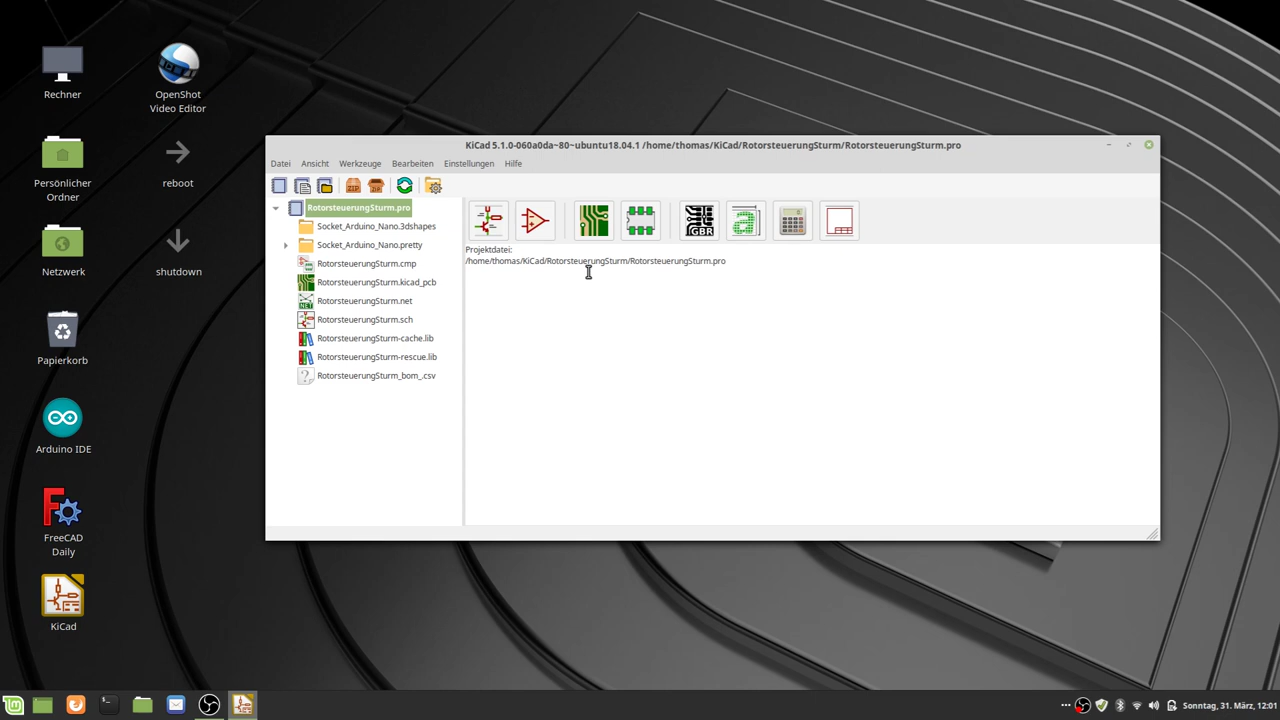 Rechner
OpenShot
Video Editor
Persönlicher
Ordner
reboot
Netzwerk
shutdown
Papierkorb
Arduino IDE
FreeCAD
Daily
KiCad
KiCad 5.1.0-060a0da~80~ubuntu18.04.1 /home/thomas/KiCad/RotorsteuerungSturm/RotorsteuerungSturm.pro
Datei Ansicht Werkzeuge Bearbeiten Einstellungen Hilfe
ZIP
ZIP
RotorsteuerungSturm.pro
Socket_Arduino_Nano.3dshapes
Socket_Arduino_Nano.pretty
RotorsteuerungSturm.cmp
RotorsteuerungSturm.kicad_pcb
NET
RotorsteuerungSturm.net
RotorsteuerungSturm.sch
RotorsteuerungSturm-cache.lib
RotorsteuerungSturm-rescue.lib
? RotorsteuerungSturm_bom_.csv
GBR
a
Projektdatei:
/home/thomas/KiCad/RotorsteuerungSturm/RotorsteuerungSturm.pro
Sonntag, 31. März, 12:01